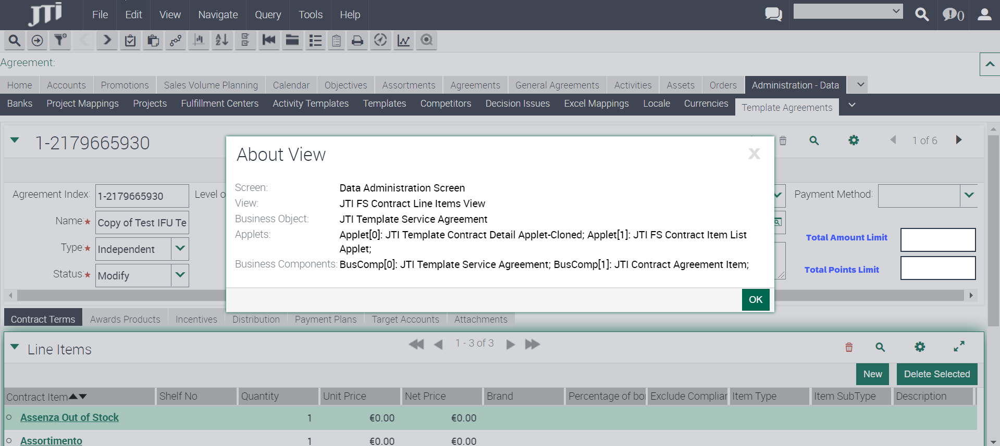 JTi File Edit View Navigate Query Tools Help 0
Agreement:
Home Accounts Promotions Sales Volume Planning Calendar Objectives Assortments Agreements General Agreements Activities Assets Orders Administration - Data
Banks Project Mappings Projects Fulfillment Centers Activity Templates Templates Competitors Decision Issues Excel Mappings Locale Currencies Template Agreements
1-2179665930
1 of 6
About View
X
Screen: Data Administration Screen
View: JTI FS Contract Line Items View
Business Object: JTI Template Service Agreement
Applets: Applet[0]: JTI Template Contract Detail Applet-Cloned; Applet[1]: JTI FS Contract Item List
Applet;
Business Components: BusComp[0]: JTI Template Service Agreement; BusComp[1]: JTI Contract Agreement Item;
OK
Agreement Index: 1-2179665930 Level o Payment Method:
Name:★ Copy of Test IFU Te
Total Amount Limit
Type:★ Independent
Total Points Limit
Status:★ Modify
Contract Terms Awards Products Incentives Distribution Payment Plans Target Accounts Attachments
Line Items 1 - 3 of 3
New Delete Selected
Contract Item Shelf No Quantity Unit Price Net Price Brand Percentage of bo Exclude Complia Item Type Item SubType Description
Assenza Out of Stock 1 €0.00 €0.00
Assortimento 1 €0.00 €0.00